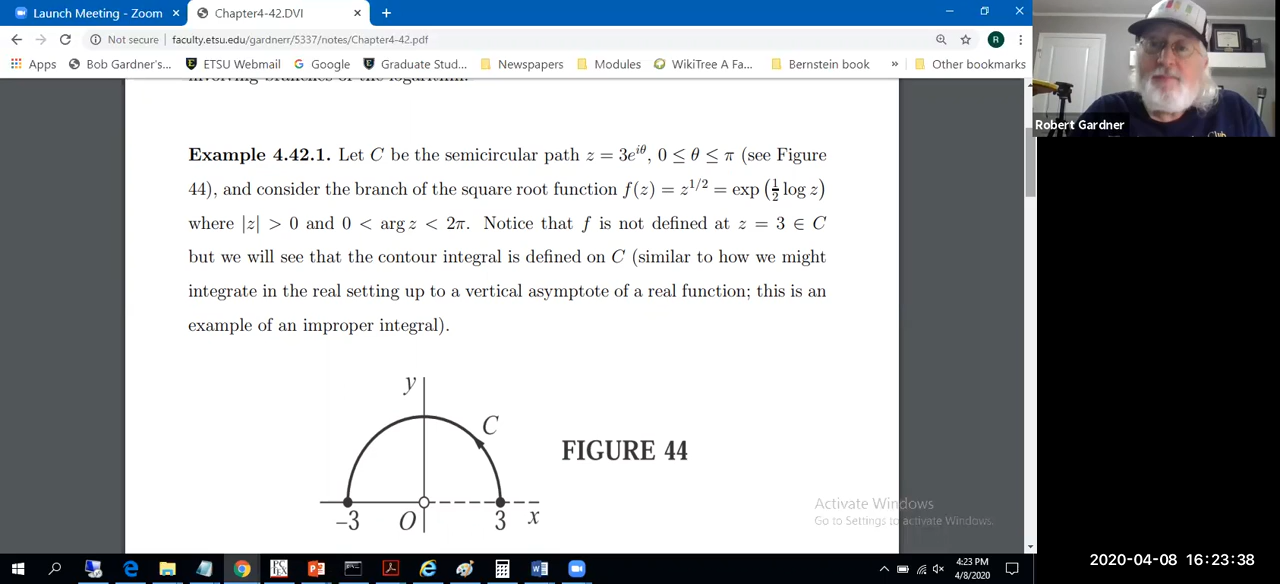 Launch Meeting - Zoom
Chapter4-42.DVI
Not secure | faculty.etsu.edu/gardnerr/5337/notes/Chapter4-42.pdf
R
Apps Bob Gardner's... ETSU Webmail Google Graduate Stud... Newspapers Modules WikiTree A Fa... Bernstein book » Other bookmarks
involving branches of the logarithm.
Robert Gardner
Example 4.42.1. Let C be the semicircular path z = 3e^{iθ}, 0 ≤ θ ≤ π (see Figure
44), and consider the branch of the square root function f(z) = z^{1/2} = exp (½ log z)
where |z| > 0 and 0 < arg z < 2π. Notice that f is not defined at z = 3 ∈ C
but we will see that the contour integral is defined on C (similar to how we might
integrate in the real setting up to a vertical asymptote of a real function; this is an
example of an improper integral).
y
C
FIGURE 44
-3 O 3 x
Activate Windows
Go to Settings to activate Windows.
4:23 PM
4/8/2020
2020-04-08 16:23:38